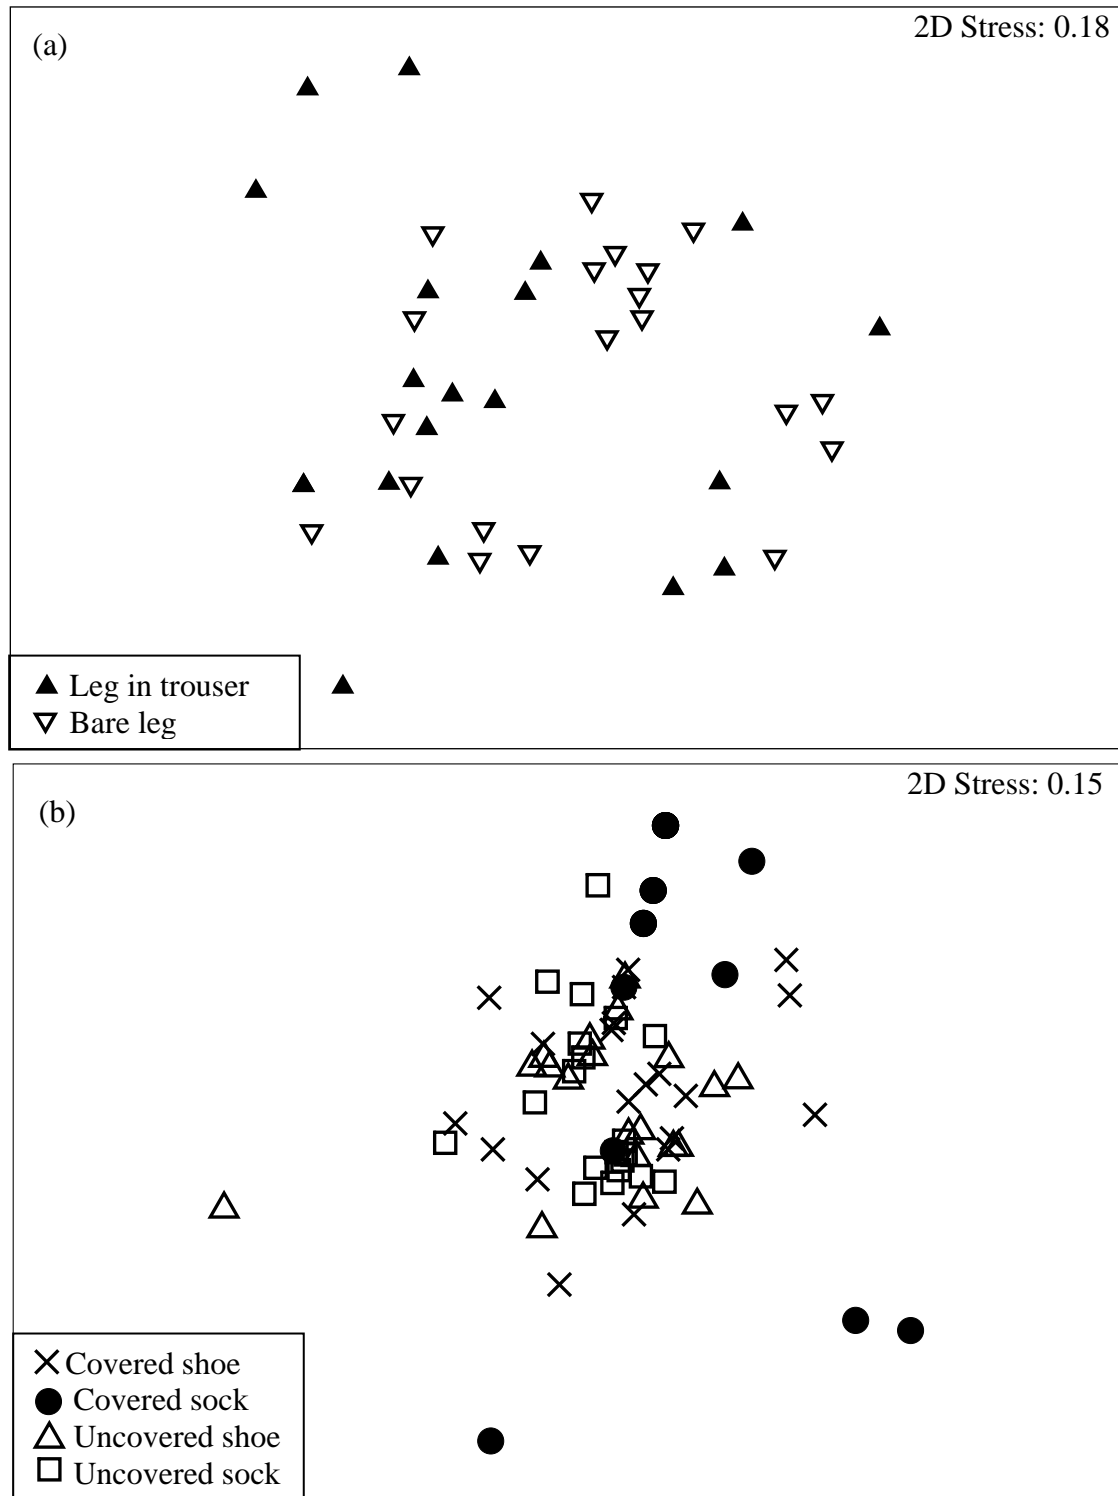 2D Stress: 0.18
(a)
Leg in trouser
Bare leg
2D Stress: 0.15
(b)
Covered shoe
Covered sock
Uncovered shoe
Uncovered sock